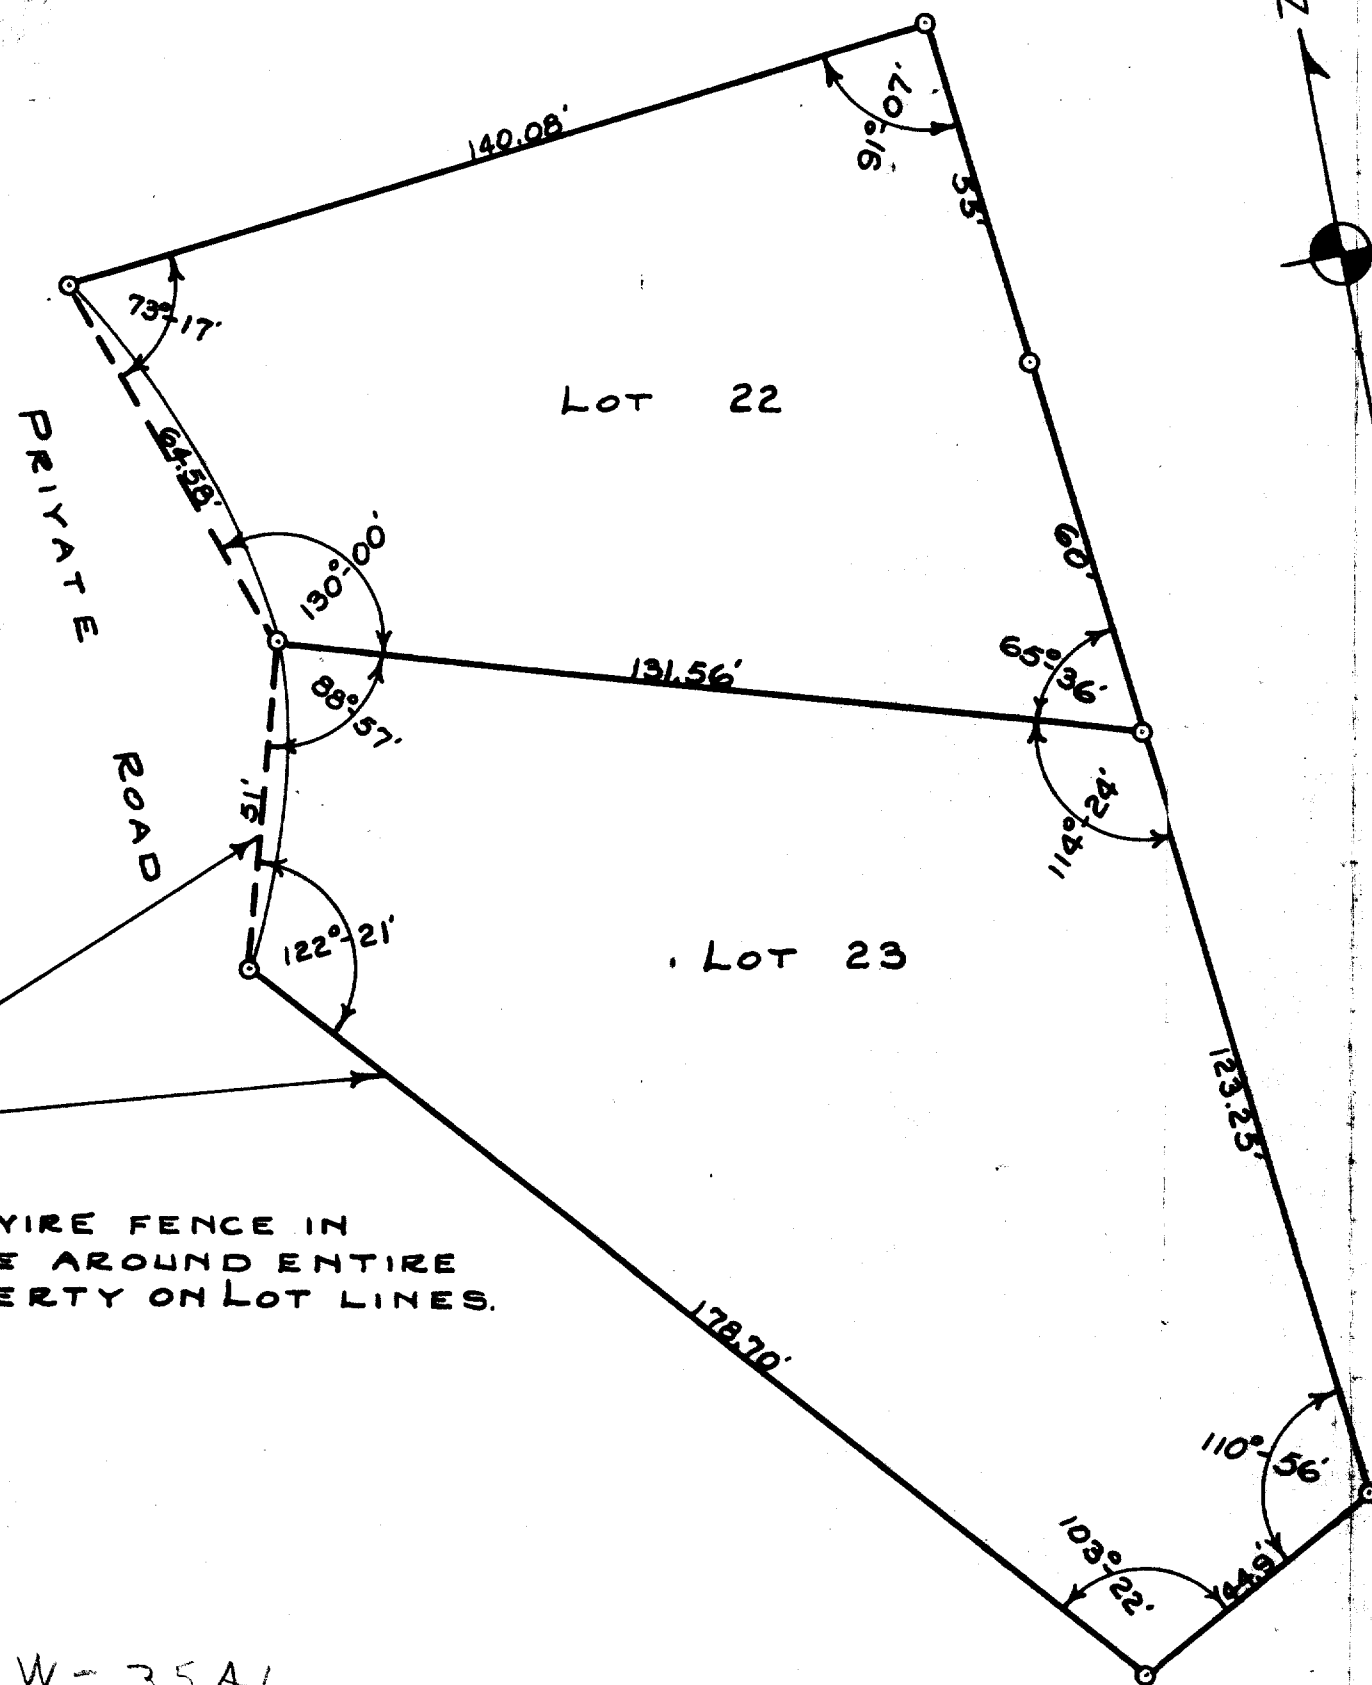 N
140.08'
91°-07'
55'
73°-17'
LOT 22
PRIVATE
64.58'
130°-00'
60'
131.56'
65°-36'
88°-57'
ROAD
51'
114°-24'
122°-21'
LOT 23
123.25'
WIRE FENCE IN
E AROUND ENTIRE
ERTY ON LOT LINES.
178.70'
110°-56'
103°-22'
44.9'